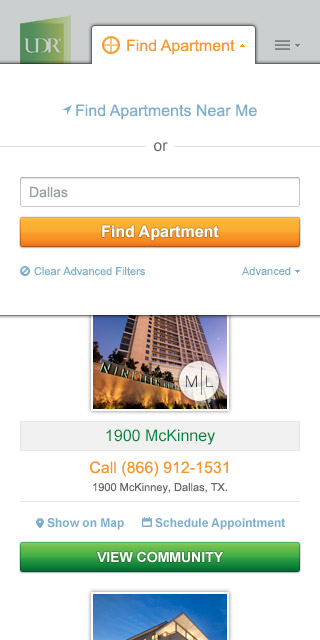 UDR
Find Apartment
Find Apartments Near Me
or
Dallas
Find Apartment
Clear Advanced Filters
Advanced
NINETEEN
M|L
1900 McKinney
Call (866) 912-1531
1900 McKinney, Dallas, TX.
Show on Map
Schedule Appointment
VIEW COMMUNITY